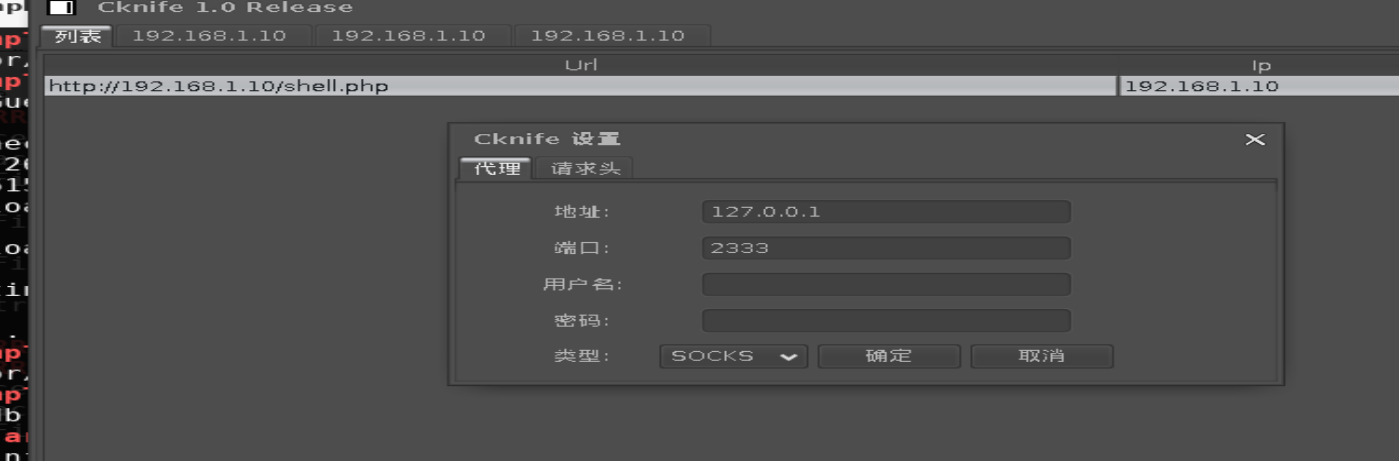 Cknife 1.0 Release
列表 192.168.1.10 192.168.1.10 192.168.1.10
Url Ip
http://192.168.1.10/shell.php 192.168.1.10
Cknife 设置
代理 请求头
地址: 127.0.0.1
端口: 2333
用户名:
密码:
类型: SOCKS 确定 取消